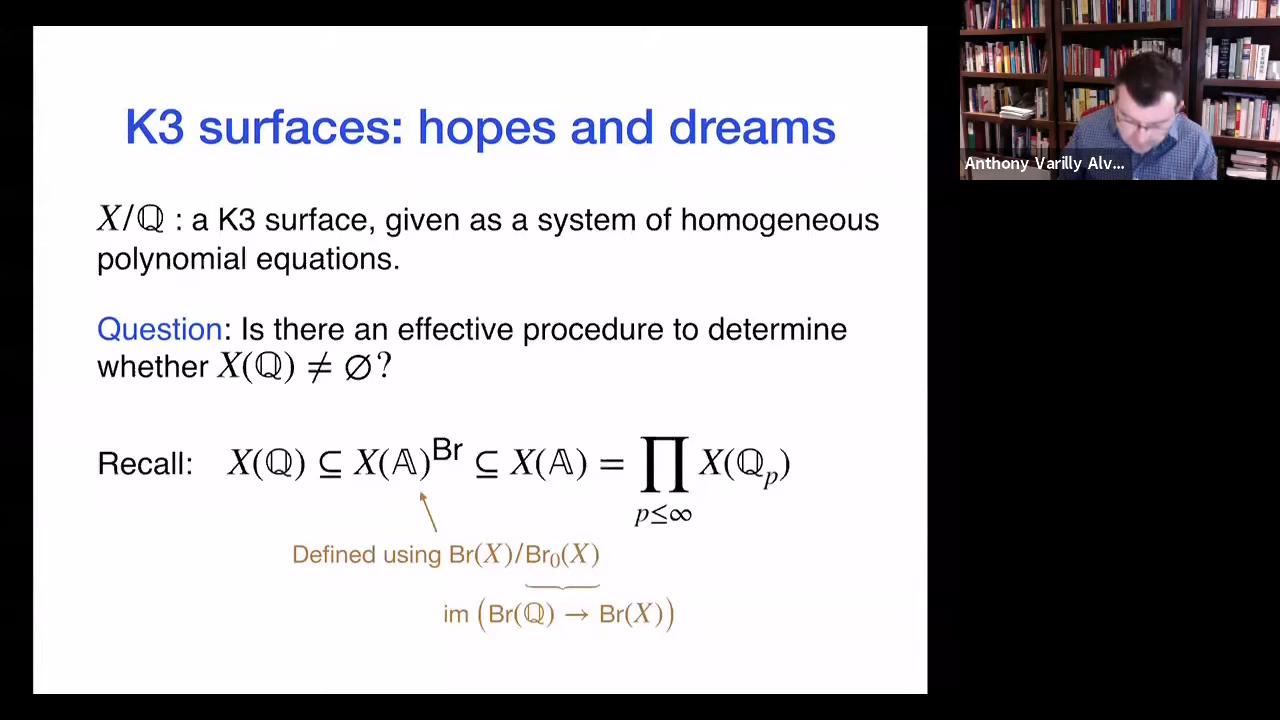 K3 surfaces: hopes and dreams
X/ℚ : a K3 surface, given as a system of homogeneous
polynomial equations.
Question: Is there an effective procedure to determine
whether X(ℚ) ≠ ∅?
Recall: X(ℚ) ⊆ X(𝔸)^Br ⊆ X(𝔸) = ∏_{p≤∞} X(ℚ_p)
Defined using Br(X)/Br₀(X)
im (Br(ℚ) → Br(X))
Anthony Varilly Alv...